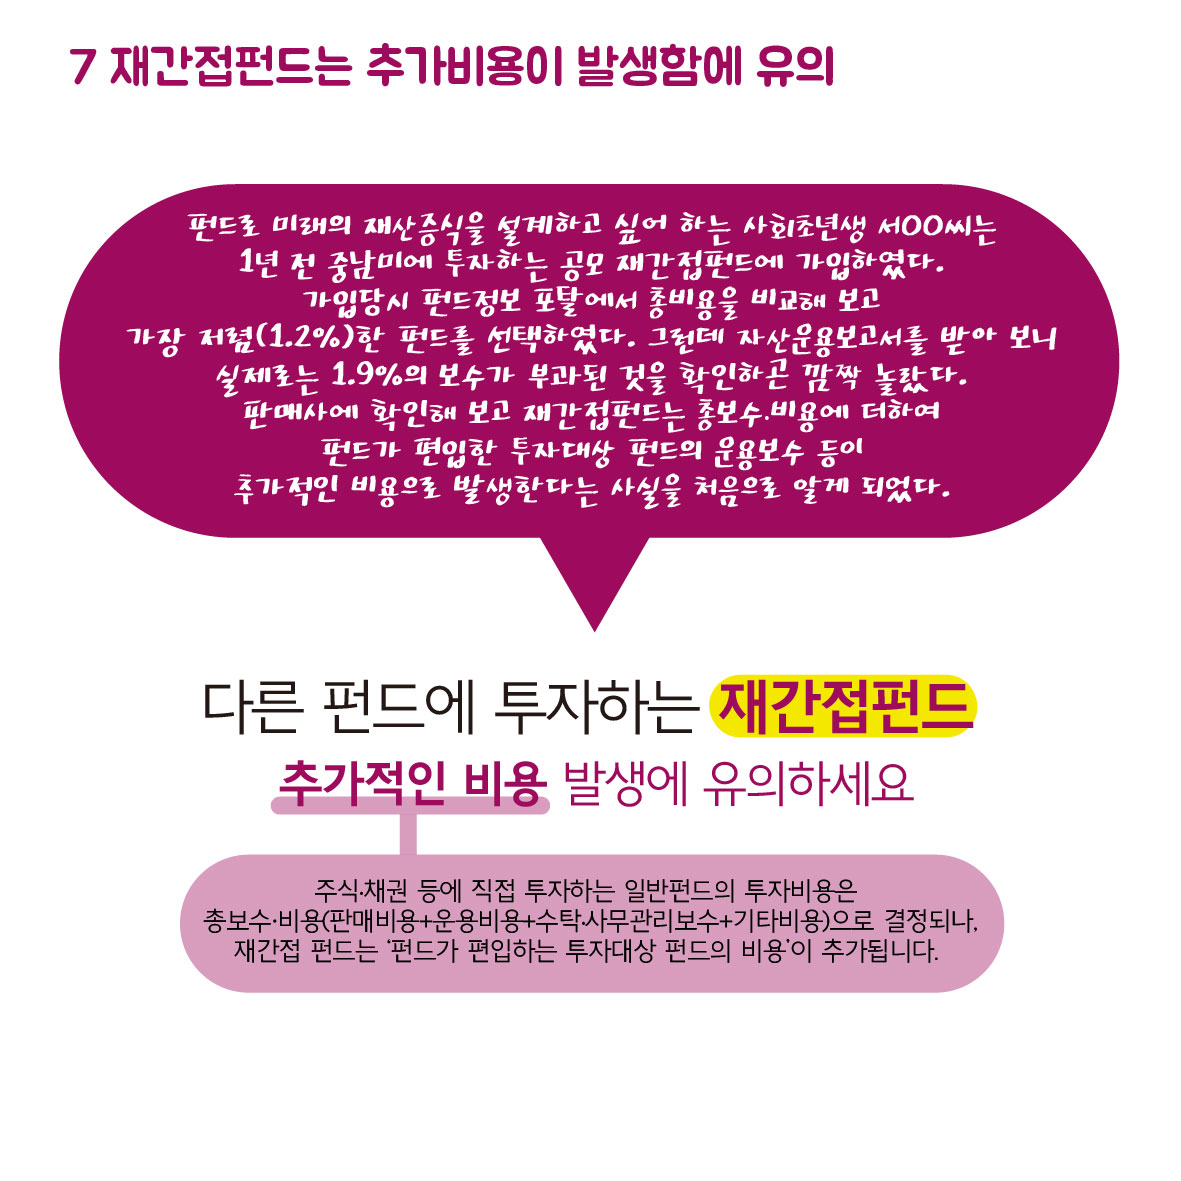 7 재간접펀드는 추가비용이 발생함에 유의
펀드로 미래의 재산증식을 설계하고 싶어 하는 사회초년생 서OO씨는
1년 전 중남미에 투자하는 공모 재간접펀드에 가입하였다.
가입당시 펀드정보 포탈에서 총비용을 비교해 보고
가장 저렴(1.2%)한 펀드를 선택하였다. 그런데 자산운용보고서를 받아 보니
실제로는 1.9%의 보수가 부과된 것을 확인하곤 깜짝 놀랐다.
판매사에 확인해 보고 재간접펀드는 총보수·비용에 더하여
펀드가 편입한 투자대상 펀드의 운용보수 등이
추가적인 비용으로 발생한다는 사실을 처음으로 알게 되었다.
다른 펀드에 투자하는 재간접펀드
추가적인 비용 발생에 유의하세요
주식·채권 등에 직접 투자하는 일반펀드의 투자비용은
총보수·비용(판매비용+운용비용+수탁·사무관리보수+기타비용)으로 결정되나,
재간접 펀드는 ‘펀드가 편입하는 투자대상 펀드의 비용’이 추가됩니다.